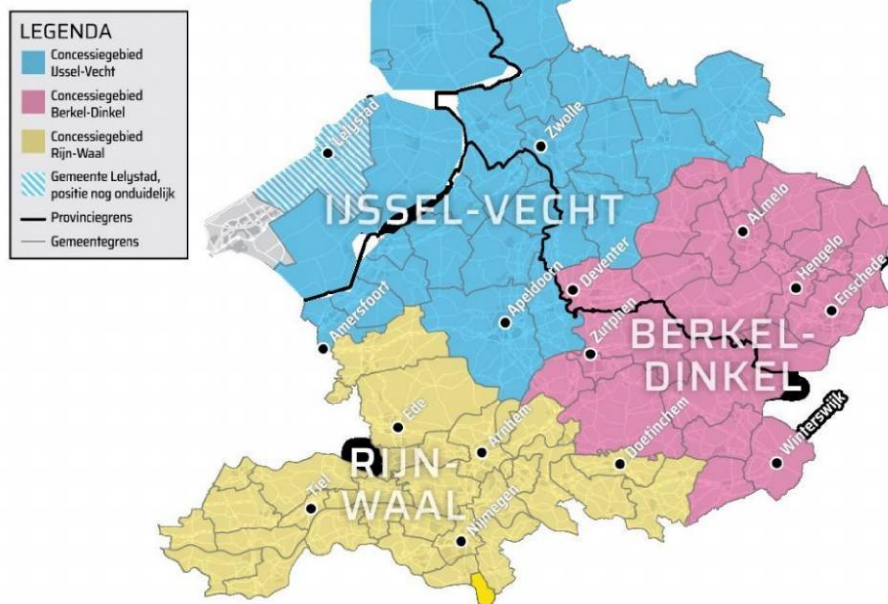 LEGENDA
Concessiegebied
IJssel-Vecht
Concessiegebied
Berkel-Dinkel
Concessiegebied
Rijn-Waal
Gemeente Lelystad,
positie nog onduidelijk
Provinciegrens
Gemeentegrens
Lelystad
Zwolle
IJSSEL-VECHT
ALmelo
Deventer
Hengelo
Enschede
Apeldoorn
Amersfoort
Zutphen
BERKEL-
DINKEL
Ede
Arnhem
Doetinchem
Winterswijk
RIJN-
WAAL
Tiel
Nijmegen